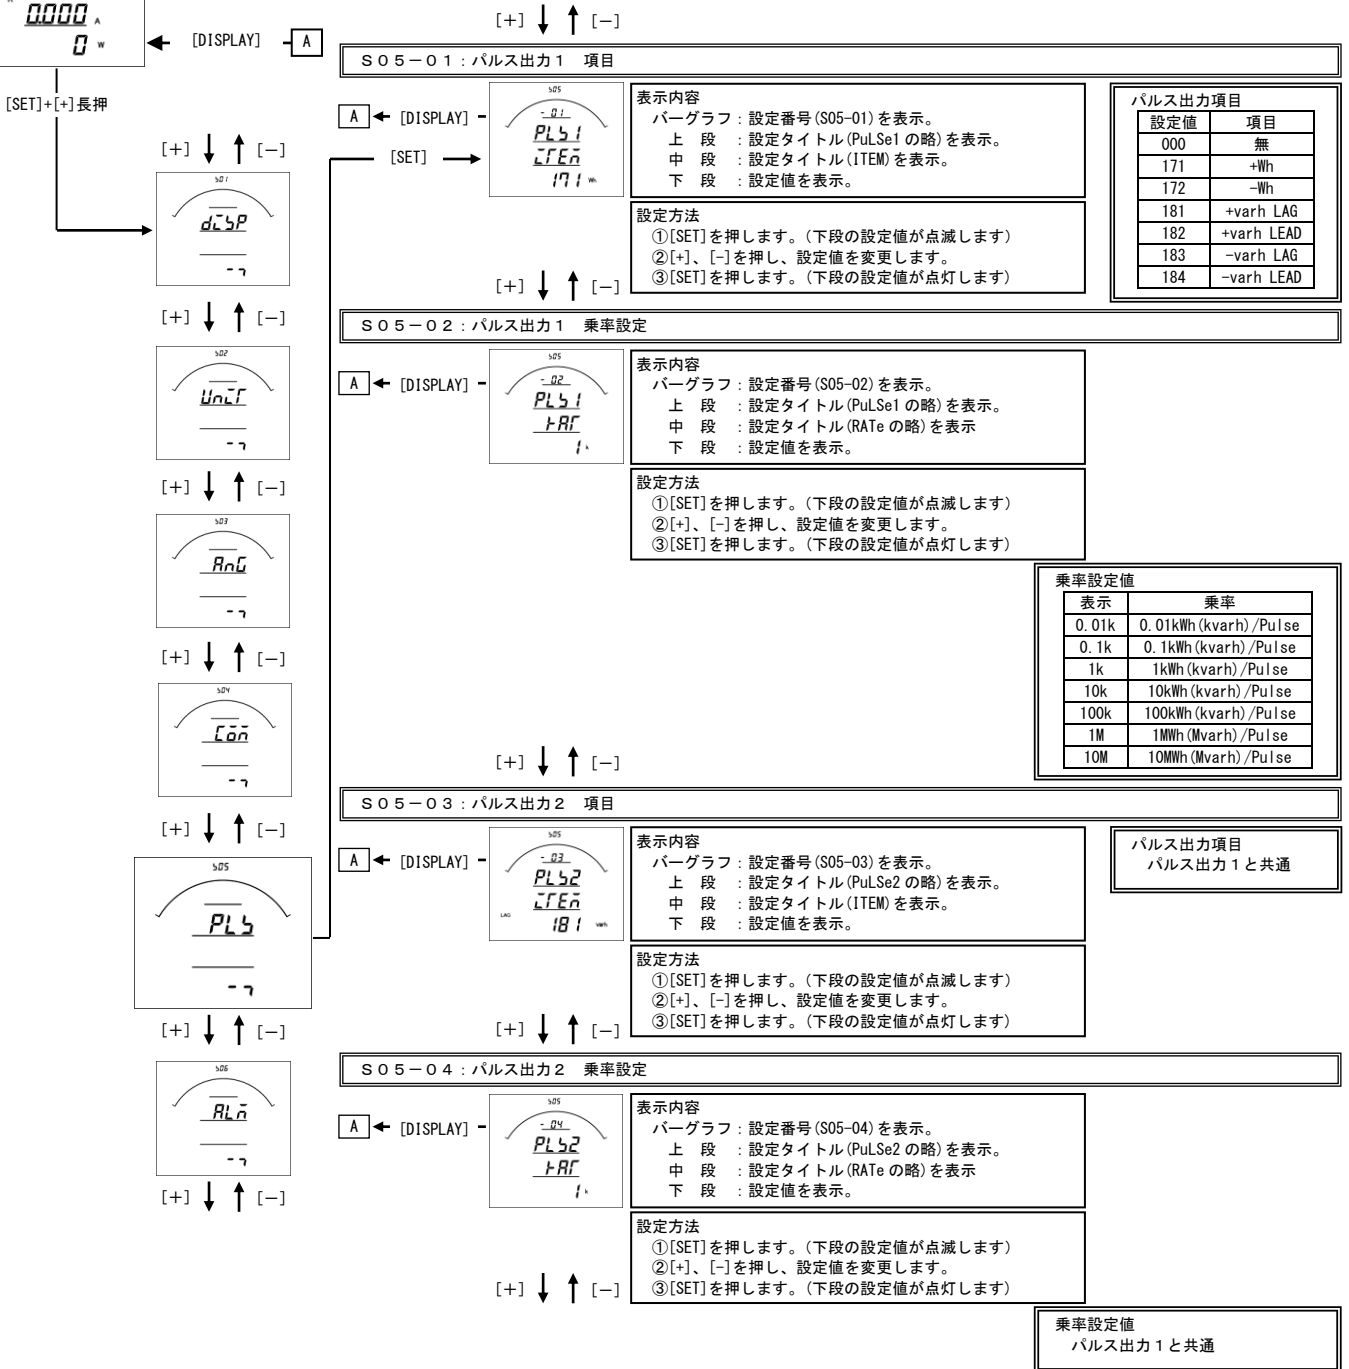 0.000 A
0 W
[DISPLAY]
A
[SET]+[+]長押
[+] [−]
S01
dISP
[+] [−]
S02
UnIT
[+] [−]
S03
AnG
[+] [−]
S04
Com
[+] [−]
S05
PLS
[+] [−]
S06
ALm
[+] [−]
[+] [−]
S05−01:パルス出力1 項目
A [DISPLAY]
[SET]
S05
- 01
PLS1
ITEm
171 Wh
表示内容
バーグラフ:設定番号(S05-01)を表示。
上 段 :設定タイトル(PuLSe1の略)を表示。
中 段 :設定タイトル(ITEM)を表示。
下 段 :設定値を表示。
設定方法
①[SET]を押します。(下段の設定値が点滅します)
②[+]、[-]を押し、設定値を変更します。
③[SET]を押します。(下段の設定値が点灯します)
パルス出力項目
設定値 項目
000 無
171 +Wh
172 −Wh
181 +varh LAG
182 +varh LEAD
183 −varh LAG
184 −varh LEAD
[+] [−]
S05−02:パルス出力1 乗率設定
A [DISPLAY]
S05
- 02
PLS1
rAT
1 k
表示内容
バーグラフ:設定番号(S05-02)を表示。
上 段 :設定タイトル(PuLSe1の略)を表示。
中 段 :設定タイトル(RATeの略)を表示
下 段 :設定値を表示。
設定方法
①[SET]を押します。(下段の設定値が点滅します)
②[+]、[-]を押し、設定値を変更します。
③[SET]を押します。(下段の設定値が点灯します)
乗率設定値
表示 乗率
0.01k 0.01kWh(kvarh)/Pulse
0.1k 0.1kWh(kvarh)/Pulse
1k 1kWh(kvarh)/Pulse
10k 10kWh(kvarh)/Pulse
100k 100kWh(kvarh)/Pulse
1M 1MWh(Mvarh)/Pulse
10M 10MWh(Mvarh)/Pulse
[+] [−]
S05−03:パルス出力2 項目
A [DISPLAY]
S05
- 03
PLS2
ITEm
LAG 181 varh
表示内容
バーグラフ:設定番号(S05-03)を表示。
上 段 :設定タイトル(PuLSe2の略)を表示。
中 段 :設定タイトル(ITEM)を表示。
下 段 :設定値を表示。
設定方法
①[SET]を押します。(下段の設定値が点滅します)
②[+]、[-]を押し、設定値を変更します。
③[SET]を押します。(下段の設定値が点灯します)
パルス出力項目
パルス出力1と共通
[+] [−]
S05−04:パルス出力2 乗率設定
A [DISPLAY]
S05
- 04
PLS2
rAT
1 k
表示内容
バーグラフ:設定番号(S05-04)を表示。
上 段 :設定タイトル(PuLSe2の略)を表示。
中 段 :設定タイトル(RATeの略)を表示
下 段 :設定値を表示。
設定方法
①[SET]を押します。(下段の設定値が点滅します)
②[+]、[-]を押し、設定値を変更します。
③[SET]を押します。(下段の設定値が点灯します)
[+] [−]
乗率設定値
パルス出力1と共通